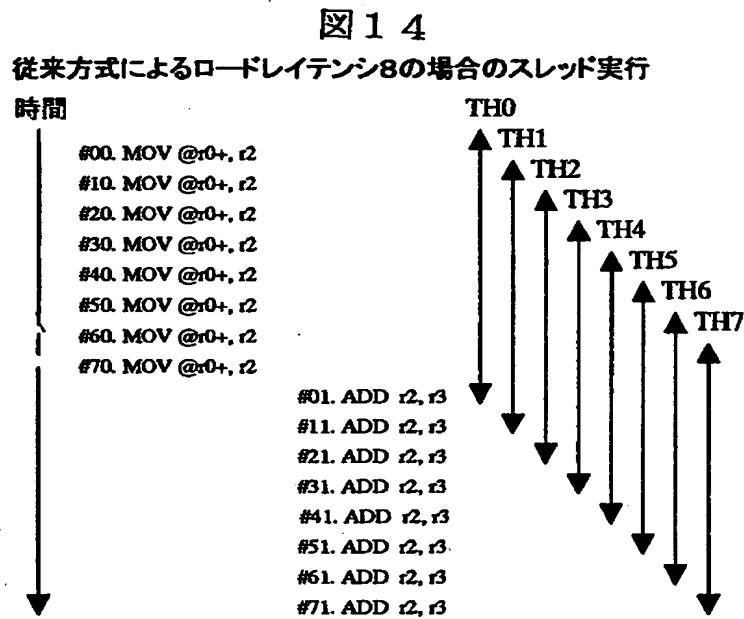 図14
従来方式によるロードレイテンシ8の場合のスレッド実行
時間
TH0
TH1
#00. MOV @r0+, r2
TH2
#10. MOV @r0+, r2
TH3
#20. MOV @r0+, r2
TH4
#30. MOV @r0+, r2
TH5
#40. MOV @r0+, r2
TH6
#50. MOV @r0+, r2
TH7
#60. MOV @r0+, r2
#70. MOV @r0+, r2
#01. ADD r2, r3
#11. ADD r2, r3
#21. ADD r2, r3
#31. ADD r2, r3
#41. ADD r2, r3
#51. ADD r2, r3
#61. ADD r2, r3
#71. ADD r2, r3